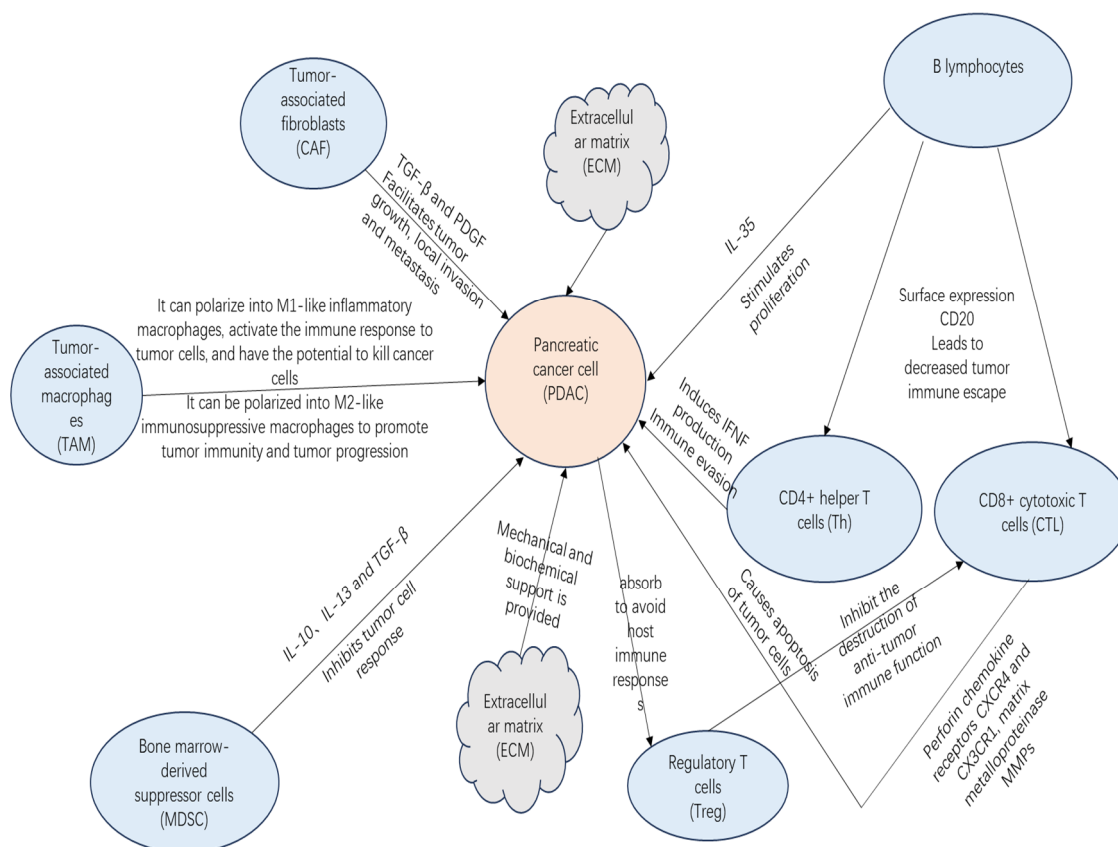 Tumor-
associated
fibroblasts
(CAF)
Extracellul
ar matrix
(ECM)
B lymphocytes
TGF-β and PDGF
Facilitates tumor
growth, local invasion
and metastasis
IL-35
Stimulates
proliferation
Surface expression
CD20
Leads to
decreased tumor
immune escape
It can polarize into M1-like inflammatory
macrophages, activate the immune response to
tumor cells, and have the potential to kill cancer
cells
Tumor-
associated
macrophag
es
(TAM)
It can be polarized into M2-like
immunosuppressive macrophages to promote
tumor immunity and tumor progression
Pancreatic
cancer cell
(PDAC)
Induces IFNF
production
Immune evasion
CD4+ helper T
cells (Th)
CD8+ cytotoxic T
cells (CTL)
IL-10、IL-13 and TGF-β
Inhibits tumor cell
response
Mechanical and
biochemical
support is
provided
absorb
to avoid
host
immune
response
s
Causes apoptosis
of tumor cells
Inhibit the
destruction of
anti-tumor
immune function
Perforin chemokine
receptors CXCR4 and
CX3CR1, matrix
metalloproteinase
MMPs
Bone marrow-
derived
suppressor cells
(MDSC)
Extracellul
ar matrix
(ECM)
Regulatory T
cells
(Treg)